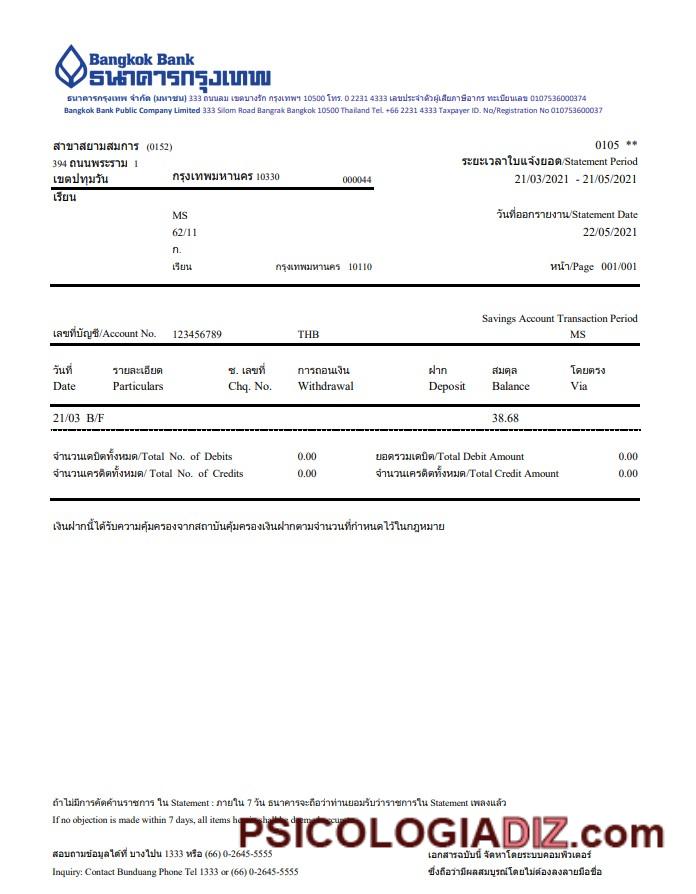 Bangkok Bank
ธนาคารกรุงเทพ
ธนาคารกรุงเทพ จำกัด (มหาชน) 333 ถนนสีลม เขตบางรัก กรุงเทพฯ 10500 โทร. 0 2231 4333 เลขประจำตัวผู้เสียภาษีอากร ทะเบียนเลข 0107536000374
Bangkok Bank Public Company Limited 333 Silom Road Bangrak Bangkok 10500 Thailand Tel. +66 2231 4333 Taxpayer ID. No/Registration No 010753600037
สาขาสยามสมการ (0152) 0105 **
394 ถนนพระราม 1 ระยะเวลาใบแจ้งยอด/Statement Period
เขตปทุมวัน กรุงเทพมหานคร 10330 000044 21/03/2021 - 21/05/2021
เรียน
MS วันที่ออกรายงาน/Statement Date
62/11 22/05/2021
ก.
เรียน กรุงเทพมหานคร 10110 หน้า/Page 001/001
Savings Account Transaction Period
เลขที่บัญชี/Account No. 123456789 THB MS
วันที่ รายละเอียด ช. เลขที่ การถอนเงิน ฝาก สมดุล โดยตรง
Date Particulars Chq. No. Withdrawal Deposit Balance Via
21/03 B/F 38.68
จำนวนเดบิตทั้งหมด/Total No. of Debits 0.00 ยอดรวมเดบิต/Total Debit Amount 0.00
จำนวนเครดิตทั้งหมด/ Total No. of Credits 0.00 จำนวนเครดิตทั้งหมด/Total Credit Amount 0.00
เงินฝากนี้ได้รับความคุ้มครองจากสถาบันคุ้มครองเงินฝากตามจำนวนที่กำหนดไว้ในกฎหมาย
ถ้าไม่มีการคัดค้านราชการ ใน Statement : ภายใน 7 วัน ธนาคารจะถือว่าท่านยอมรับว่าราชการใน Statement เพลงแล้ว
If no objection is made within 7 days, all items
PSICOLOGIADIZ.com
สอบถามข้อมูลได้ที่ บางไปน 1333 หรือ (66) 0-2645-5555 เอกสารฉบับนี้ จัดหาโดยระบบคอมพิวเตอร์
Inquiry: Contact Bunduang Phone Tel 1333 or (66) 0-2645-5555 ซึ่งถือว่ามีผลสมบูรณ์โดยไม่ต้องลงลายมือชื่อ